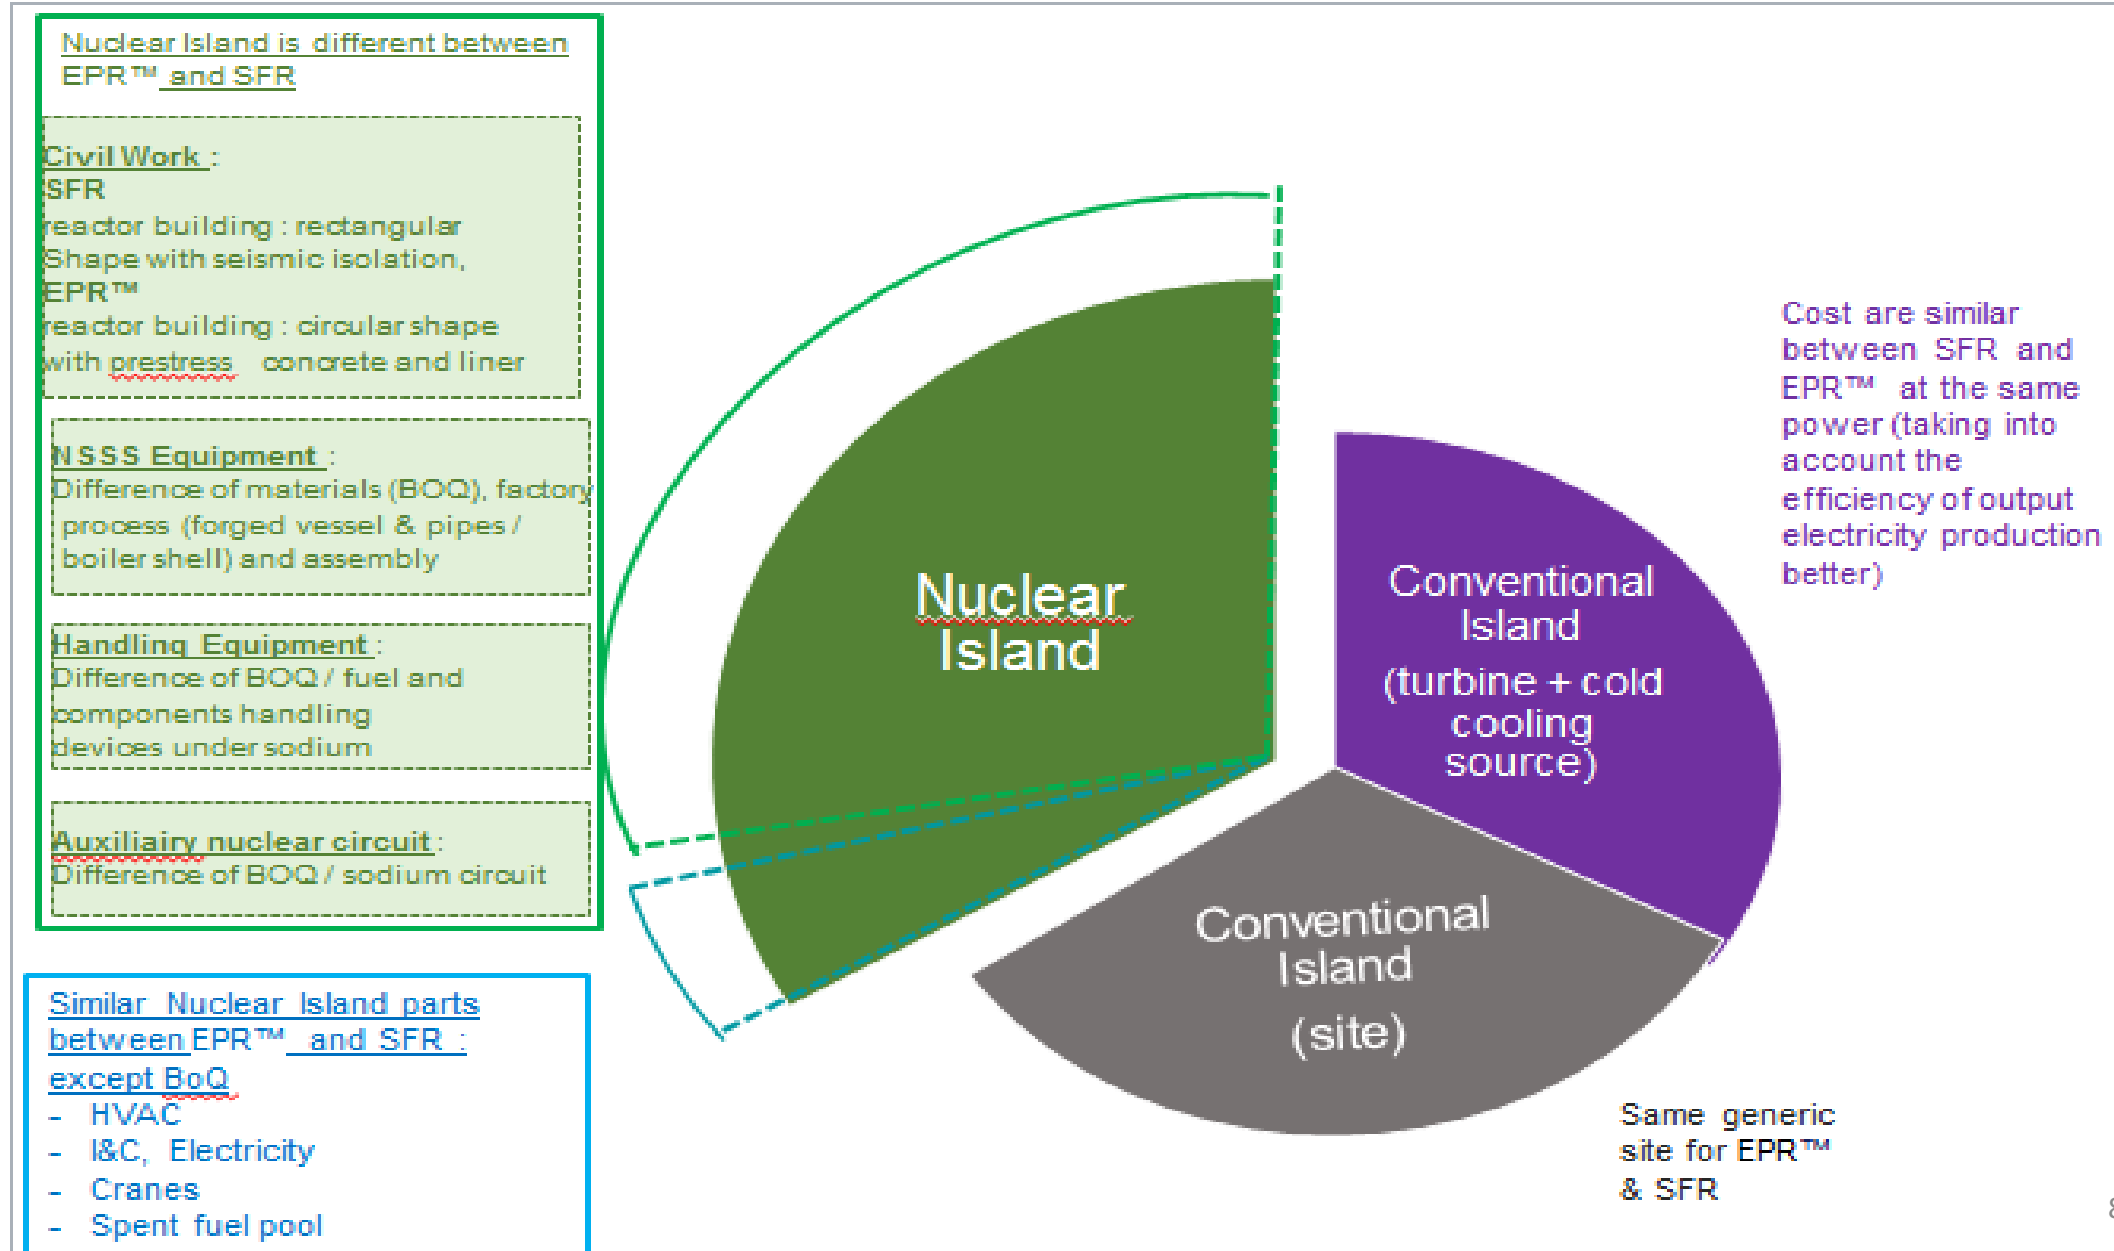 Nuclear Island is different between
EPR™ and SFR
Civil Work :
SFR
reactor building : rectangular
Shape with seismic isolation,
EPR™
reactor building : circular shape
with prestress concrete and liner
NSSS Equipment :
Difference of materials (BOQ), factory
process (forged vessel & pipes /
boiler shell) and assembly
Handling Equipment :
Difference of BOQ / fuel and
components handling
devices under sodium
Auxiliairy nuclear circuit :
Difference of BOQ / sodium circuit
Similar Nuclear Island parts
between EPR™ and SFR :
except BoQ
- HVAC
- I&C, Electricity
- Cranes
- Spent fuel pool
Nuclear
Island
Conventional
Island
(turbine + cold
cooling
source)
Conventional
Island
(site)
Cost are similar
between SFR and
EPR™ at the same
power (taking into
account the
efficiency of output
electricity production
better)
Same generic
site for EPR™
& SFR
8